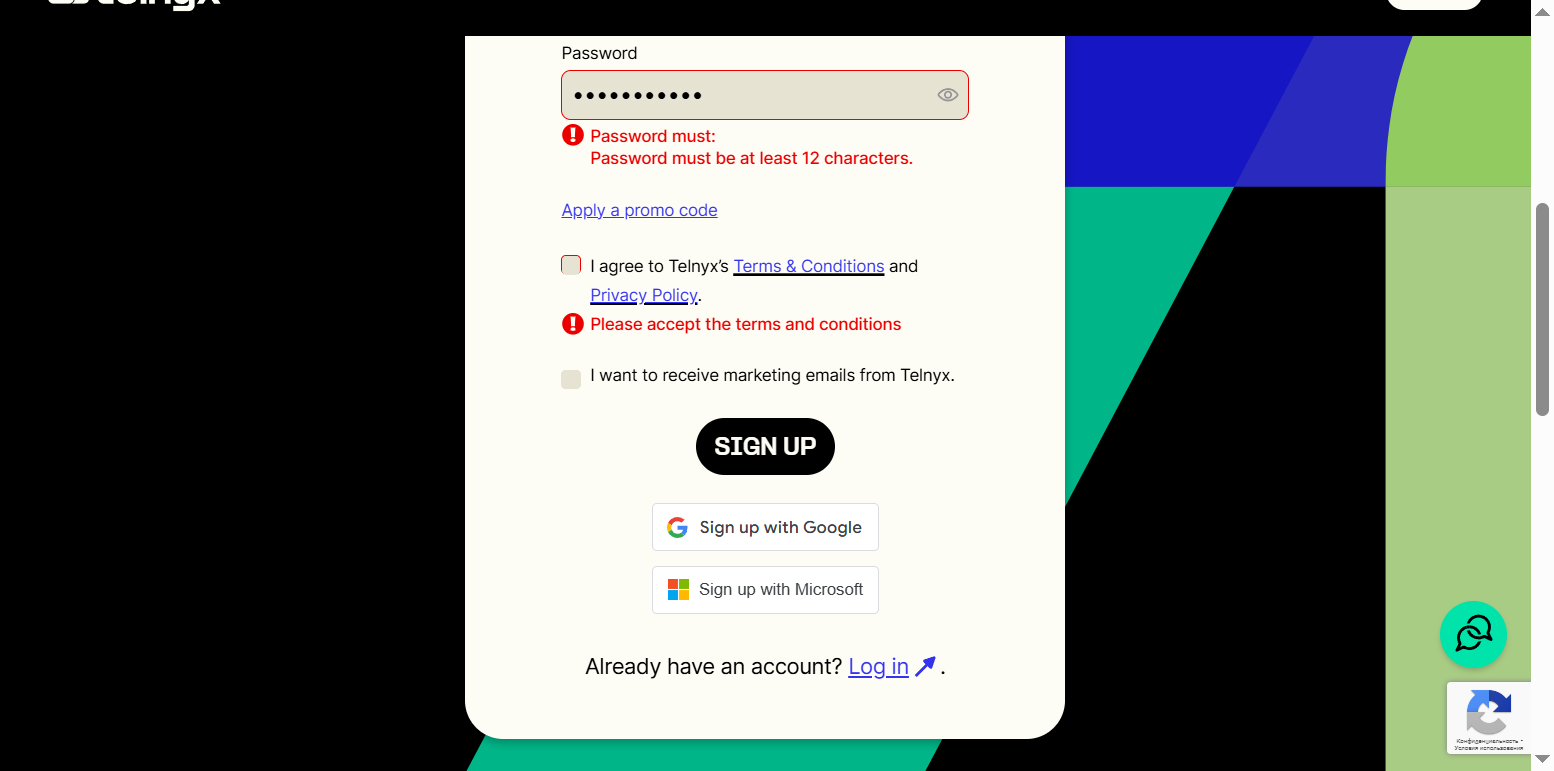 telnyx
Password
•••••••••••
Password must:
Password must be at least 12 characters.
Apply a promo code
I agree to Telnyx’s Terms & Conditions and
Privacy Policy.
Please accept the terms and conditions
I want to receive marketing emails from Telnyx.
SIGN UP
Sign up with Google
Sign up with Microsoft
Already have an account? Log in .
Конфиденциальность -
Условия использования